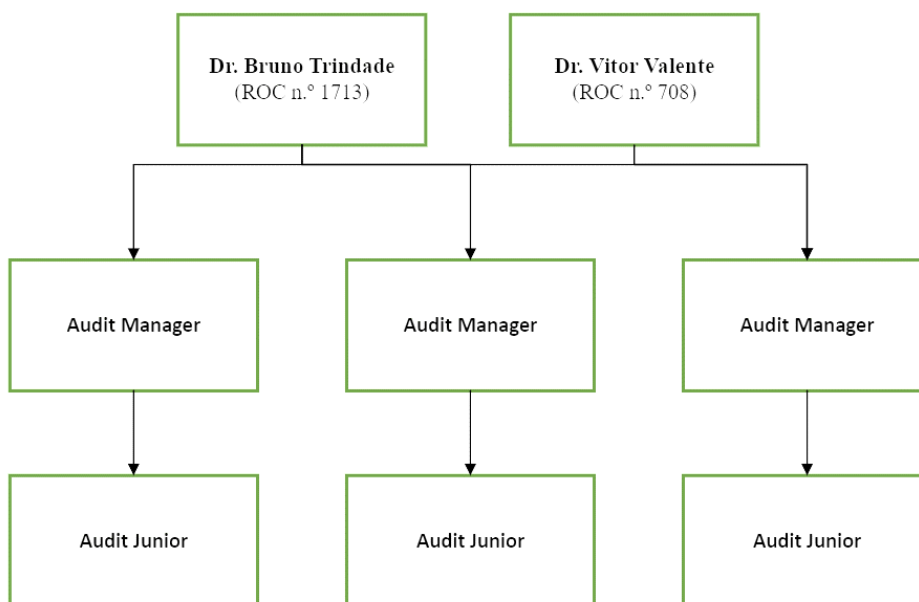 Dr. Bruno Trindade
(ROC n.º 1713)
Dr. Vitor Valente
(ROC n.º 708)
Audit Manager
Audit Manager
Audit Manager
Audit Junior
Audit Junior
Audit Junior